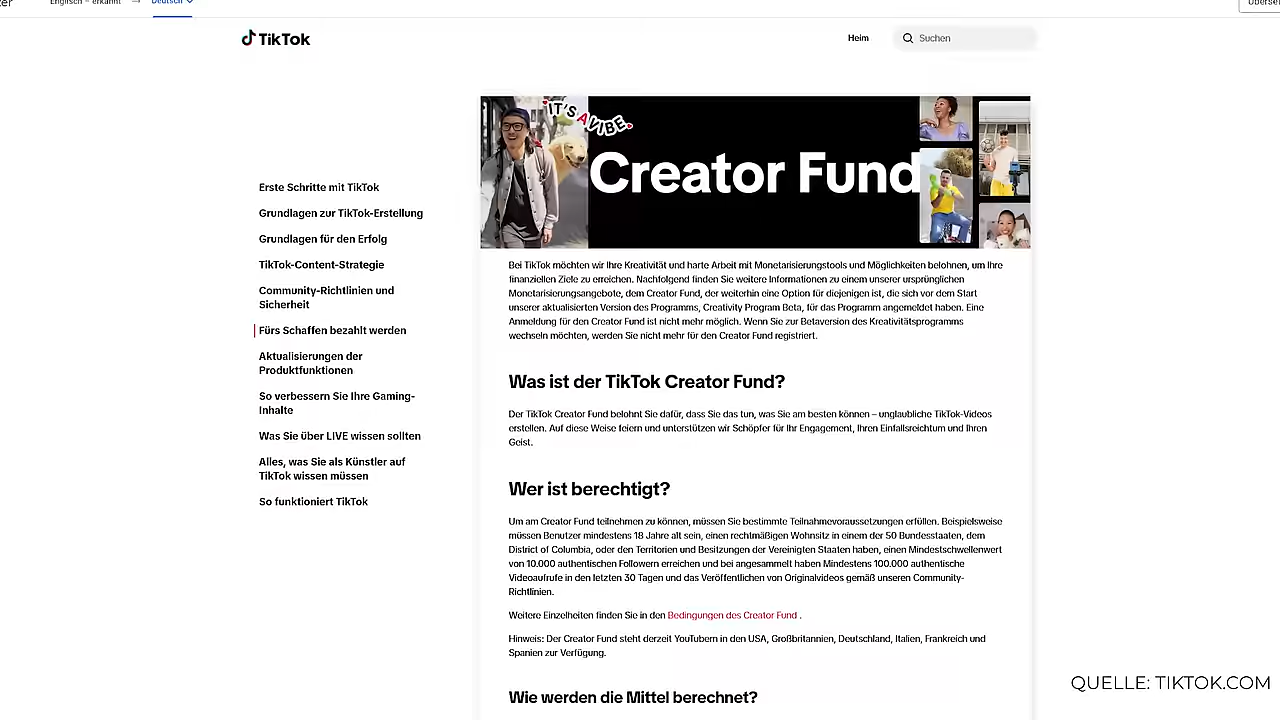 Englisch – erkannt → Deutsch
TikTok
Heim
Suchen
IT'S A VIBE.
Creator Fund
Erste Schritte mit TikTok
Grundlagen zur TikTok-Erstellung
Grundlagen für den Erfolg
TikTok-Content-Strategie
Community-Richtlinien und
Sicherheit
Fürs Schaffen bezahlt werden
Aktualisierungen der
Produktfunktionen
So verbessern Sie Ihre Gaming-
Inhalte
Was Sie über LIVE wissen sollten
Alles, was Sie als Künstler auf
TikTok wissen müssen
So funktioniert TikTok
Bei TikTok möchten wir Ihre Kreativität und harte Arbeit mit Monetarisierungstools und Möglichkeiten belohnen, um Ihre
finanziellen Ziele zu erreichen. Nachfolgend finden Sie weitere Informationen zu einem unserer ursprünglichen
Monetarisierungsangebote, dem Creator Fund, der weiterhin eine Option für diejenigen ist, die sich vor dem Start
unserer aktualisierten Version des Programms, Creativity Program Beta, für das Programm angemeldet haben. Eine
Anmeldung für den Creator Fund ist nicht mehr möglich. Wenn Sie zur Betaversion des Kreativitätsprogramms
wechseln möchten, werden Sie nicht mehr für den Creator Fund registriert.
Was ist der TikTok Creator Fund?
Der TikTok Creator Fund belohnt Sie dafür, dass Sie das tun, was Sie am besten können – unglaubliche TikTok-Videos
erstellen. Auf diese Weise feiern und unterstützen wir Schöpfer für Ihr Engagement, Ihren Einfallsreichtum und Ihren
Geist.
Wer ist berechtigt?
Um am Creator Fund teilnehmen zu können, müssen Sie bestimmte Teilnahmevoraussetzungen erfüllen. Beispielsweise
müssen Benutzer mindestens 18 Jahre alt sein, einen rechtmäßigen Wohnsitz in einem der 50 Bundesstaaten, dem
District of Columbia, oder den Territorien und Besitzungen der Vereinigten Staaten haben, einen Mindestschwellenwert
von 10.000 authentischen Followern erreichen und bei angesammelt haben Mindestens 100.000 authentische
Videoaufrufe in den letzten 30 Tagen und das Veröffentlichen von Originalvideos gemäß unseren Community-
Richtlinien.
Weitere Einzelheiten finden Sie in den Bedingungen des Creator Fund .
Hinweis: Der Creator Fund steht derzeit YouTubern in den USA, Großbritannien, Deutschland, Italien, Frankreich und
Spanien zur Verfügung.
Wie werden die Mittel berechnet?
QUELLE: TIKTOK.COM